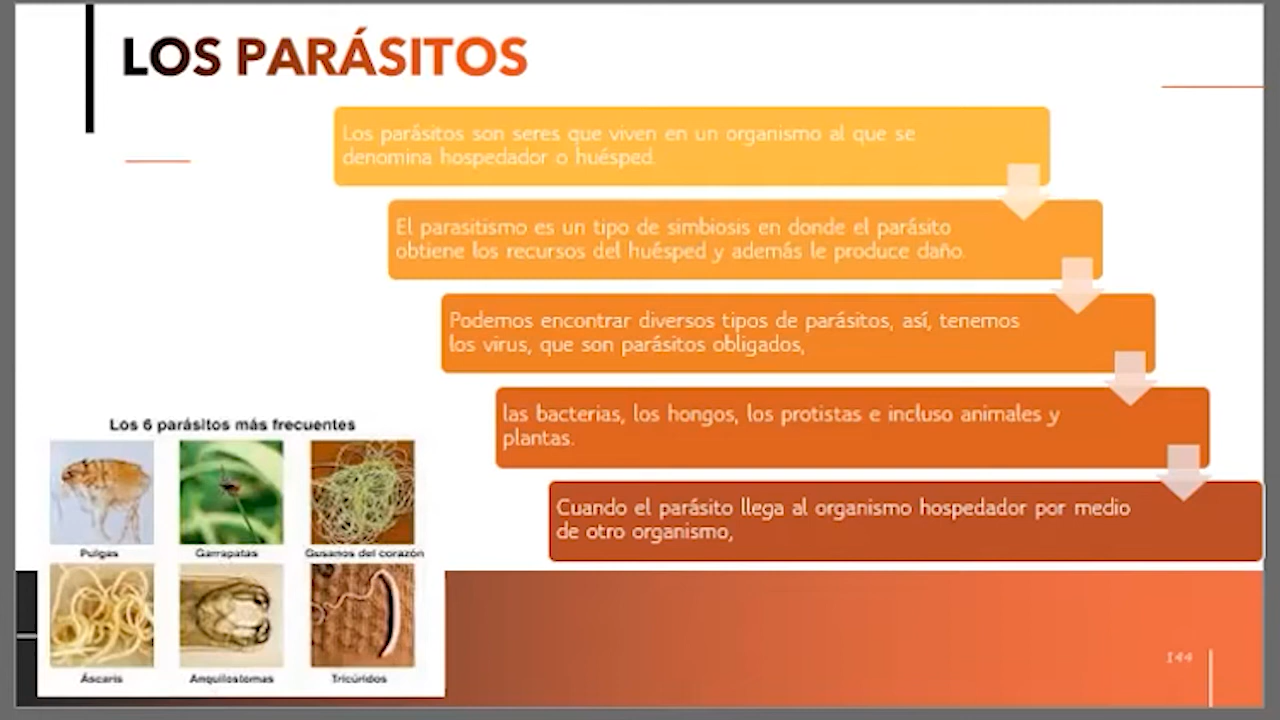 LOS PARÁSITOS
Los parásitos son seres que viven en un organismo al que se
denomina hospedador o huésped.
El parasitismo es un tipo de simbiosis en donde el parásito
obtiene los recursos del huésped y además le produce daño.
Podemos encontrar diversos tipos de parásitos, así, tenemos
los virus, que son parásitos obligados,
las bacterias, los hongos, los protistas e incluso animales y
plantas.
Cuando el parásito llega al organismo hospedador por medio
de otro organismo,
Los 6 parásitos más frecuentes
Pulgas
Garrapatas
Gusanos del corazón
Áscaris
Anquilostomas
Tricúridos
144